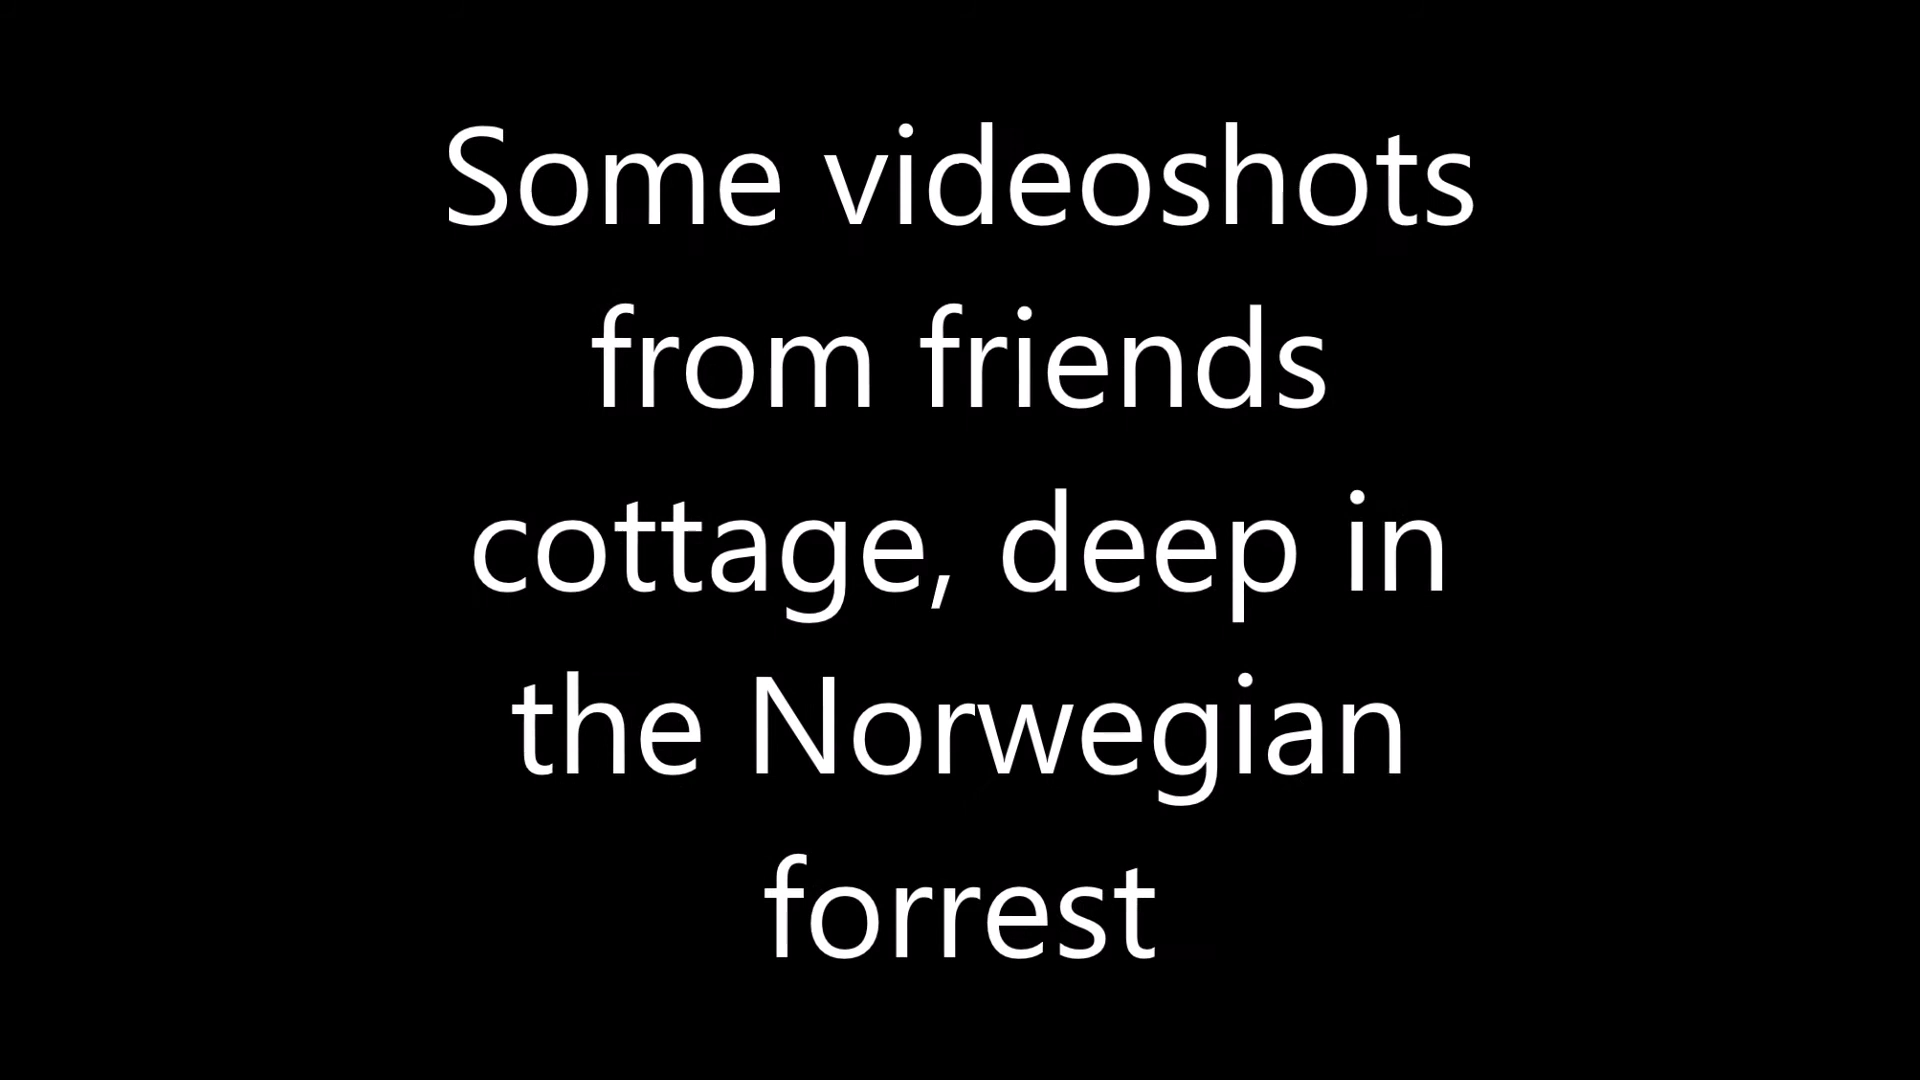 Some videoshots
from friends
cottage, deep in
the Norwegian
forrest